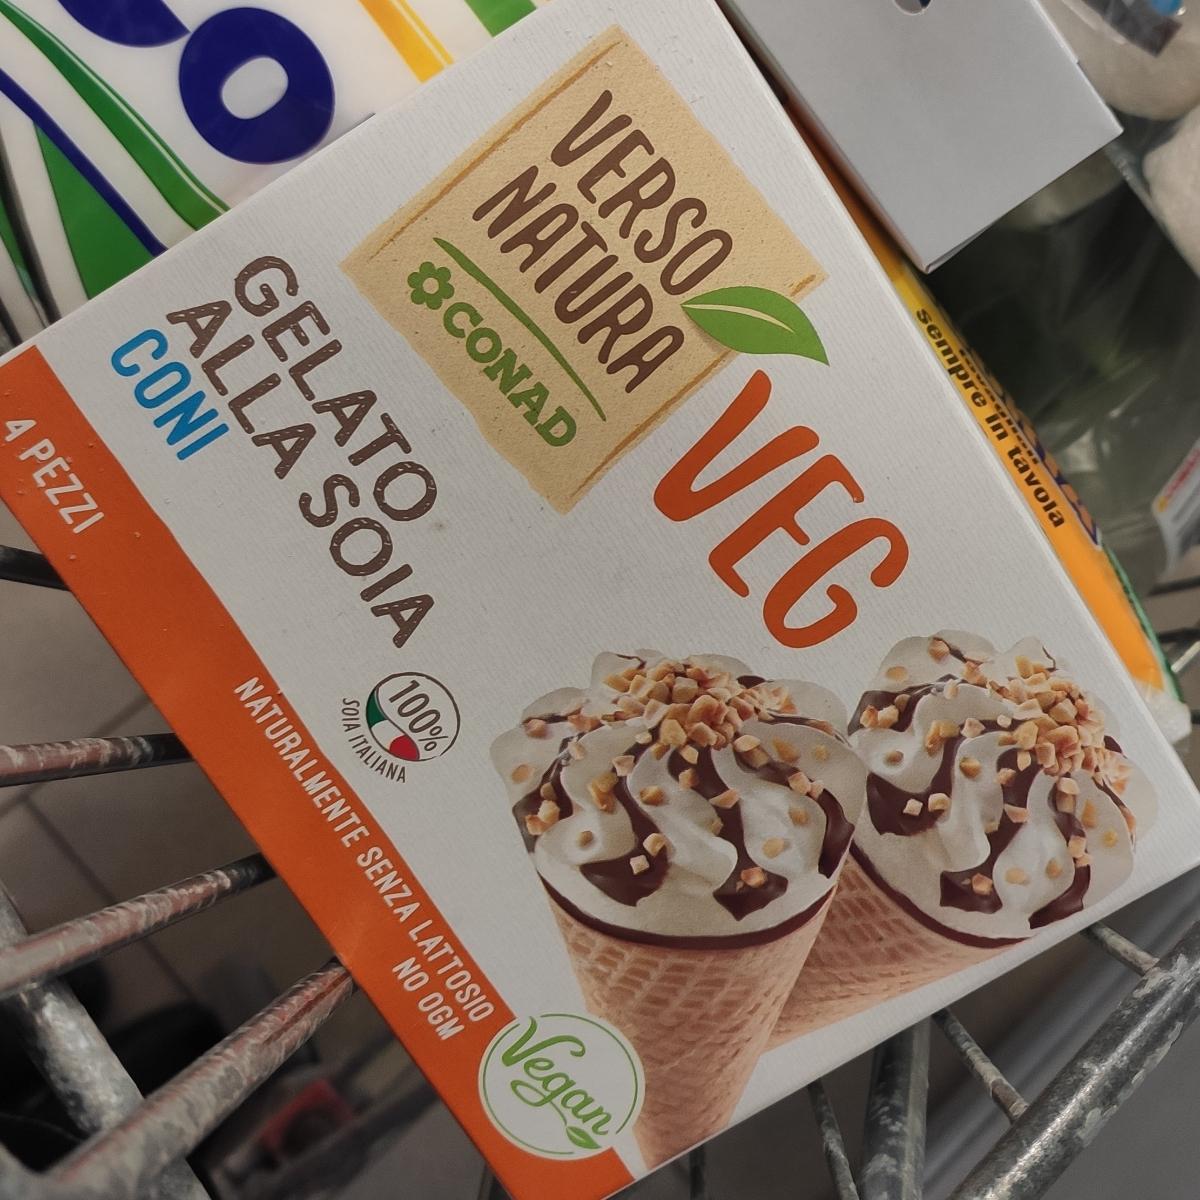 VERSO
NATURA
CONAD
VEG
GELATO
ALLA SOIA
CONI
4 PEZZI
100%
SOIA ITALIANA
NATURALMENTE SENZA LATTOSIO
NO OGM
Vegan
sempre in tavola